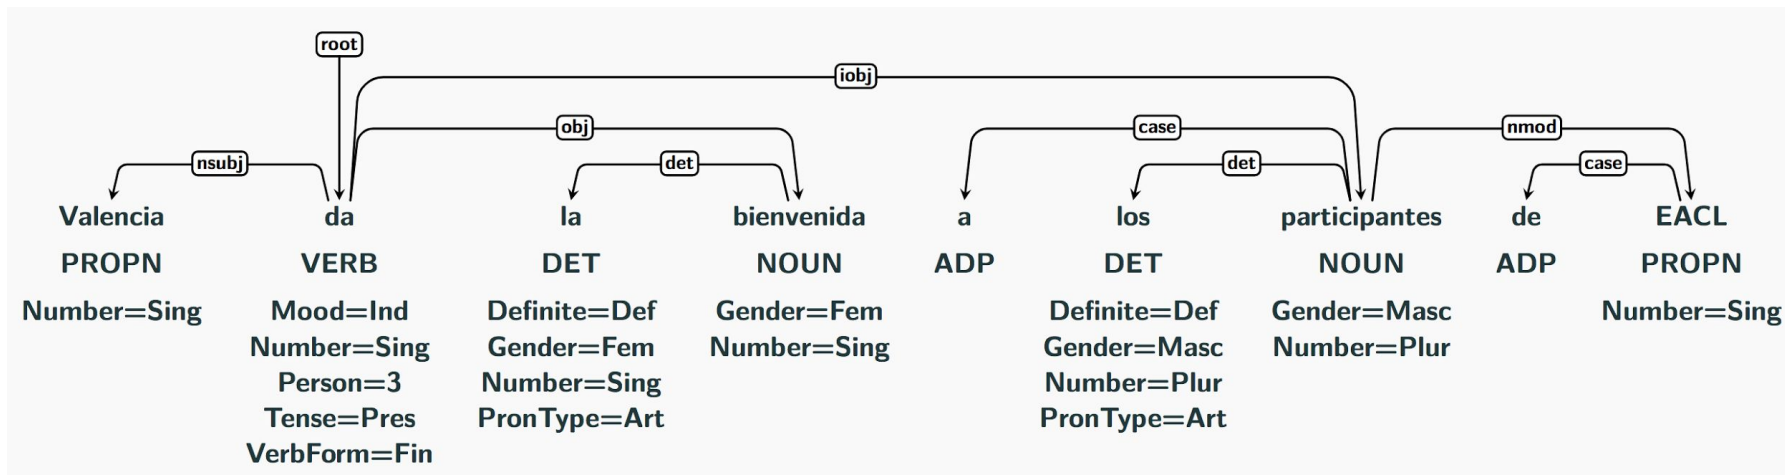 root
iobj
obj case nmod
nsubj det det case
Valencia da la bienvenida a los participantes de EACL
PROPN VERB DET NOUN ADP DET NOUN ADP PROPN
Number=Sing Mood=Ind Definite=Def Gender=Fem Definite=Def Gender=Masc Number=Sing
Number=Sing Gender=Fem Number=Sing Gender=Masc Number=Plur
Person=3 Number=Sing Number=Plur
Tense=Pres PronType=Art PronType=Art
VerbForm=Fin